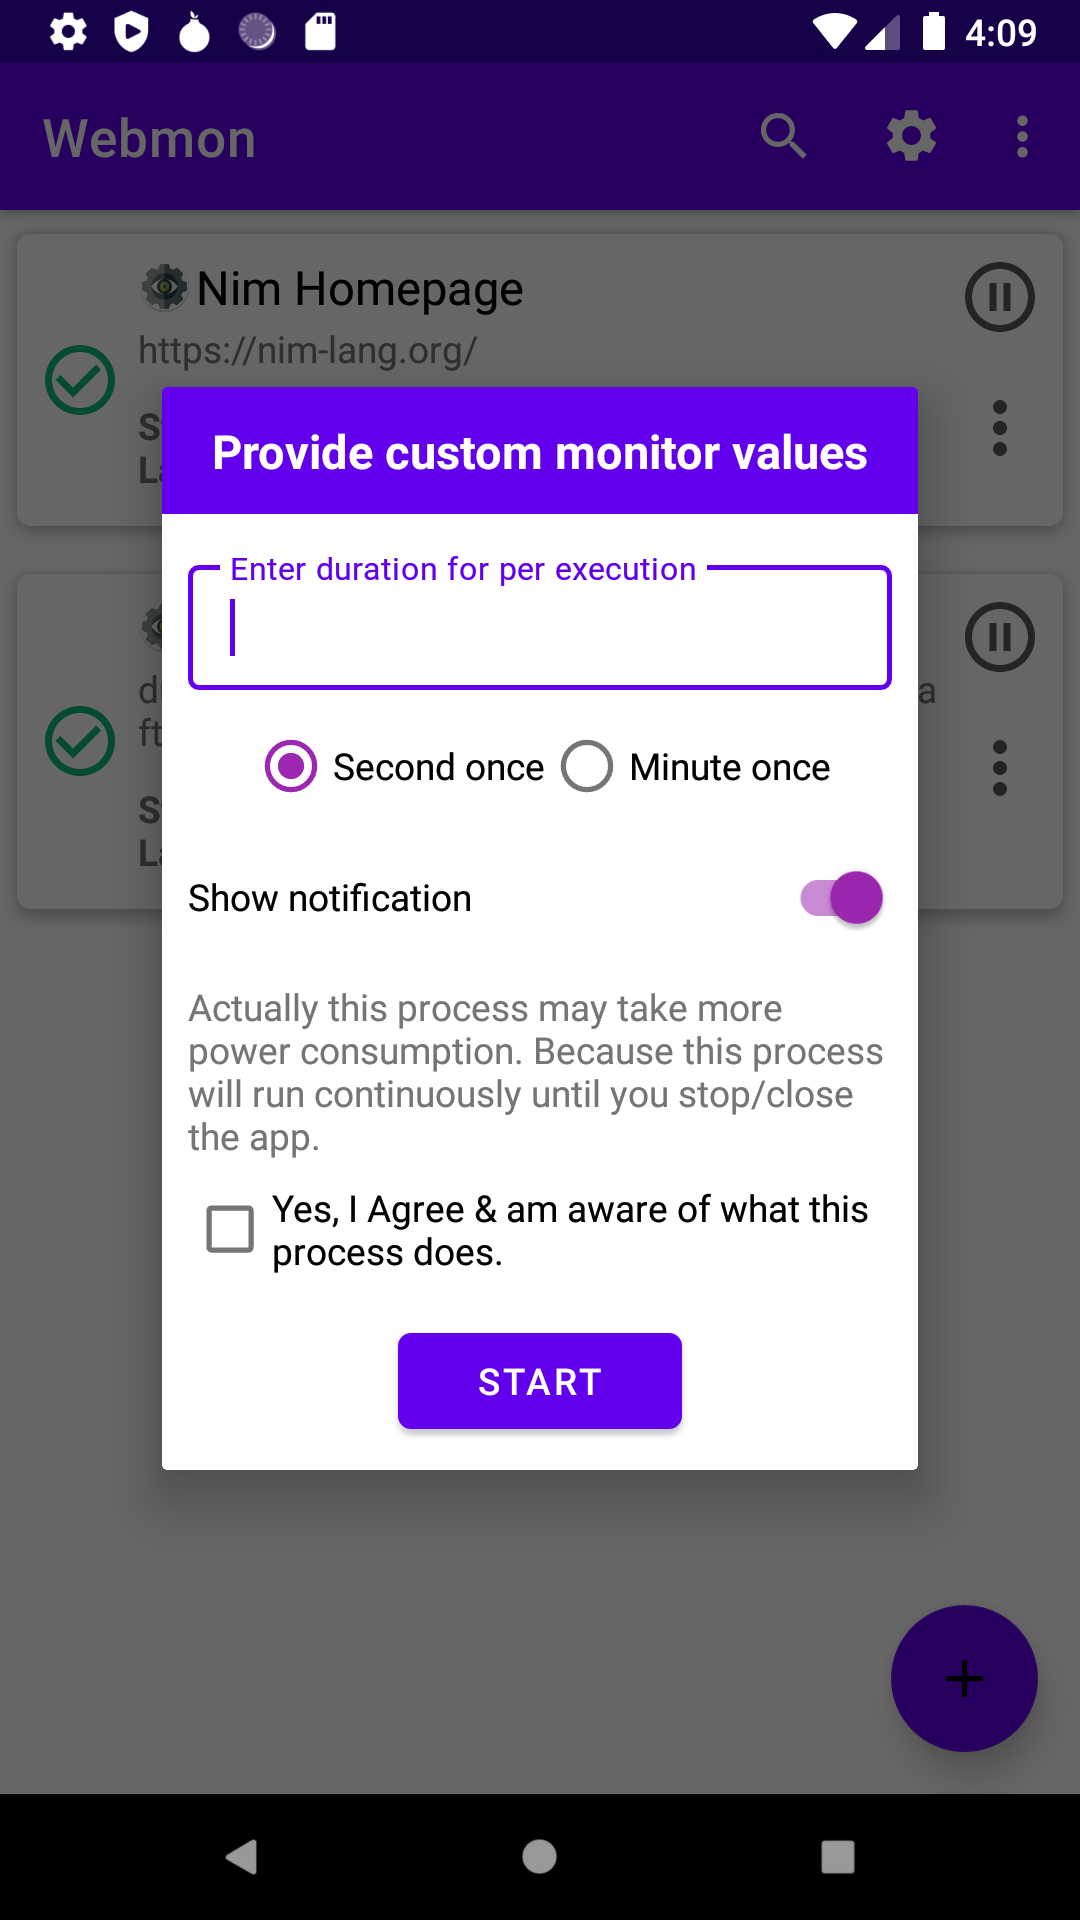 4:09
Webmon
Nim Homepage
https://nim-lang.org/
Provide custom monitor values
Enter duration for per execution
Second once
Minute once
Show notification
Actually this process may take more
power consumption. Because this process
will run continuously until you stop/close
the app.
Yes, I Agree & am aware of what this
process does.
START